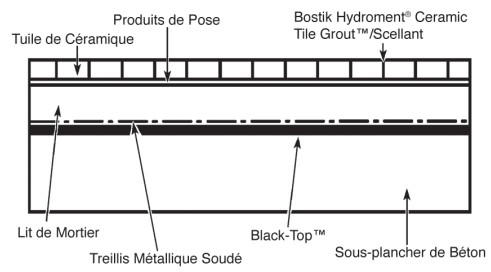 Produits de Pose
Bostik Hydroment® Ceramic
Tile Grout™/Scellant
Tuile de Céramique
Lit de Mortier
Treillis Métallique Soudé
Black-Top™
Sous-plancher de Béton